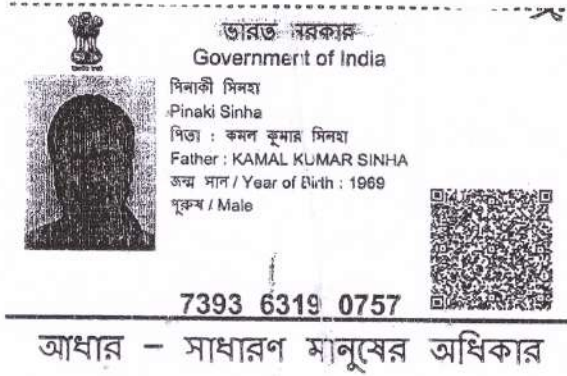 ভারত সরকার
Government of India
পিনাকী সিনহা
Pinaki Sinha
পিতা : কমল কুমার সিনহা
Father : KAMAL KUMAR SINHA
জন্ম সাল / Year of Birth : 1969
পুরুষ / Male
7393 6319 0757
আধার – সাধারণ মানুষের অধিকার